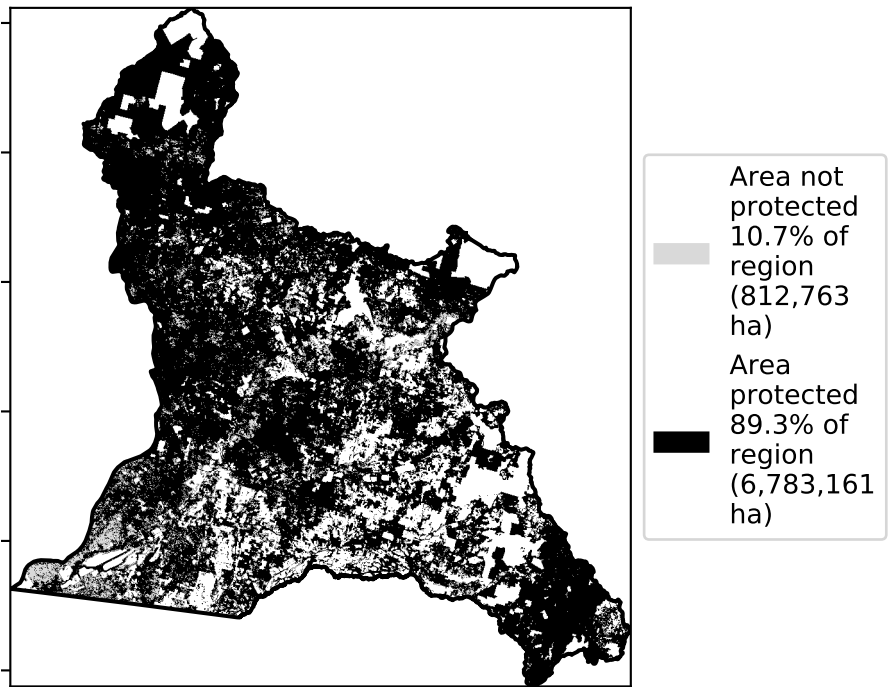 Area not
protected
10.7% of
region
(812,763
ha)
Area
protected
89.3% of
region
(6,783,161
ha)